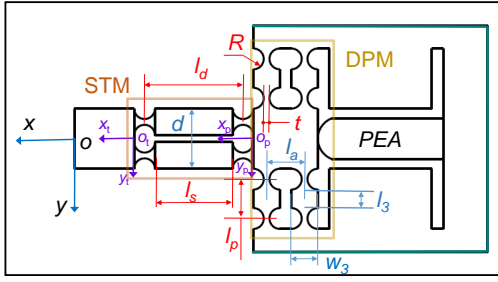 R
DPM
STM
l_d
x
x_t
o
o_t
d
x_p
o_p
t
l_a
PEA
y_t
y_p
y
l_s
l_p
l_3
w_3